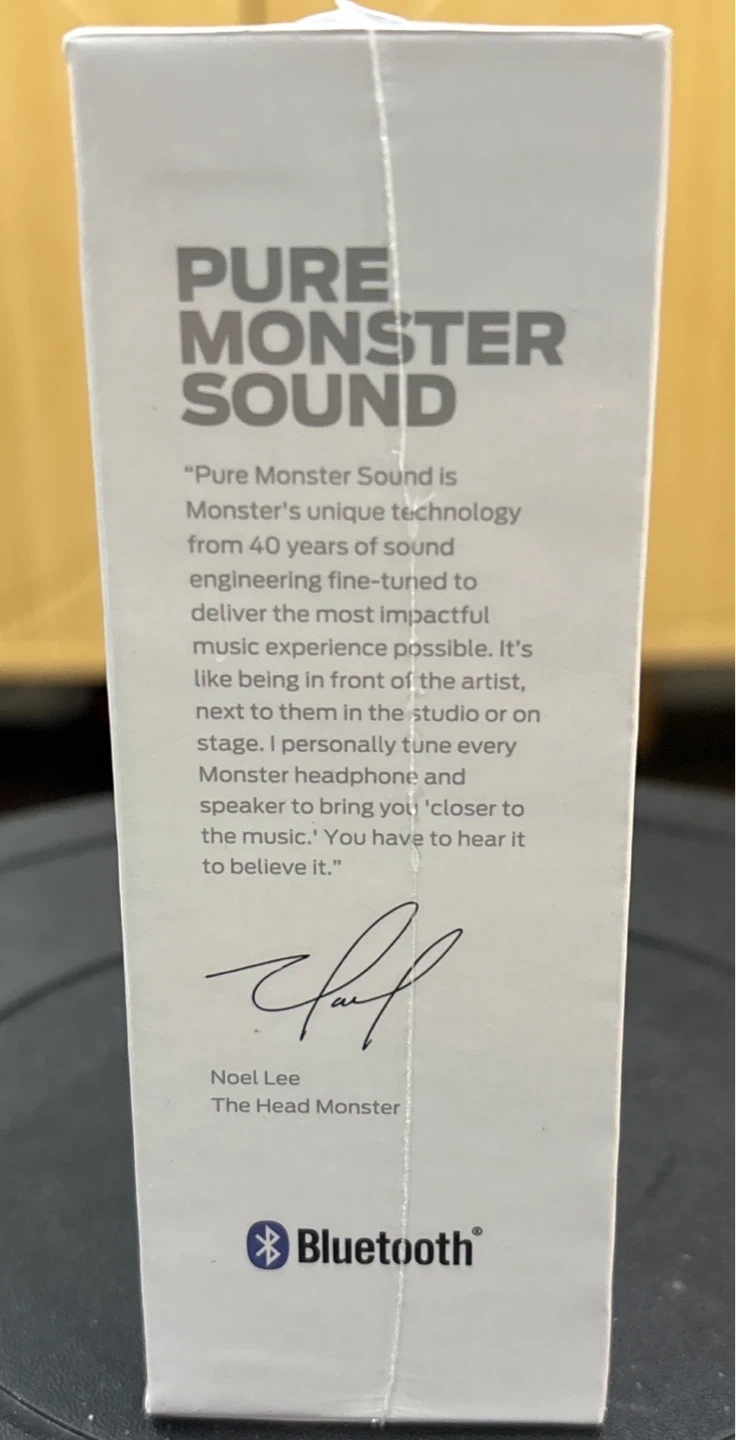 PURE
MONSTER
SOUND
“Pure Monster Sound is
Monster's unique technology
from 40 years of sound
engineering fine-tuned to
deliver the most impactful
music experience possible. It's
like being in front of the artist,
next to them in the studio or on
stage. I personally tune every
Monster headphone and
speaker to bring you 'closer to
the music.' You have to hear it
to believe it.”
Noel Lee
The Head Monster
Bluetooth®